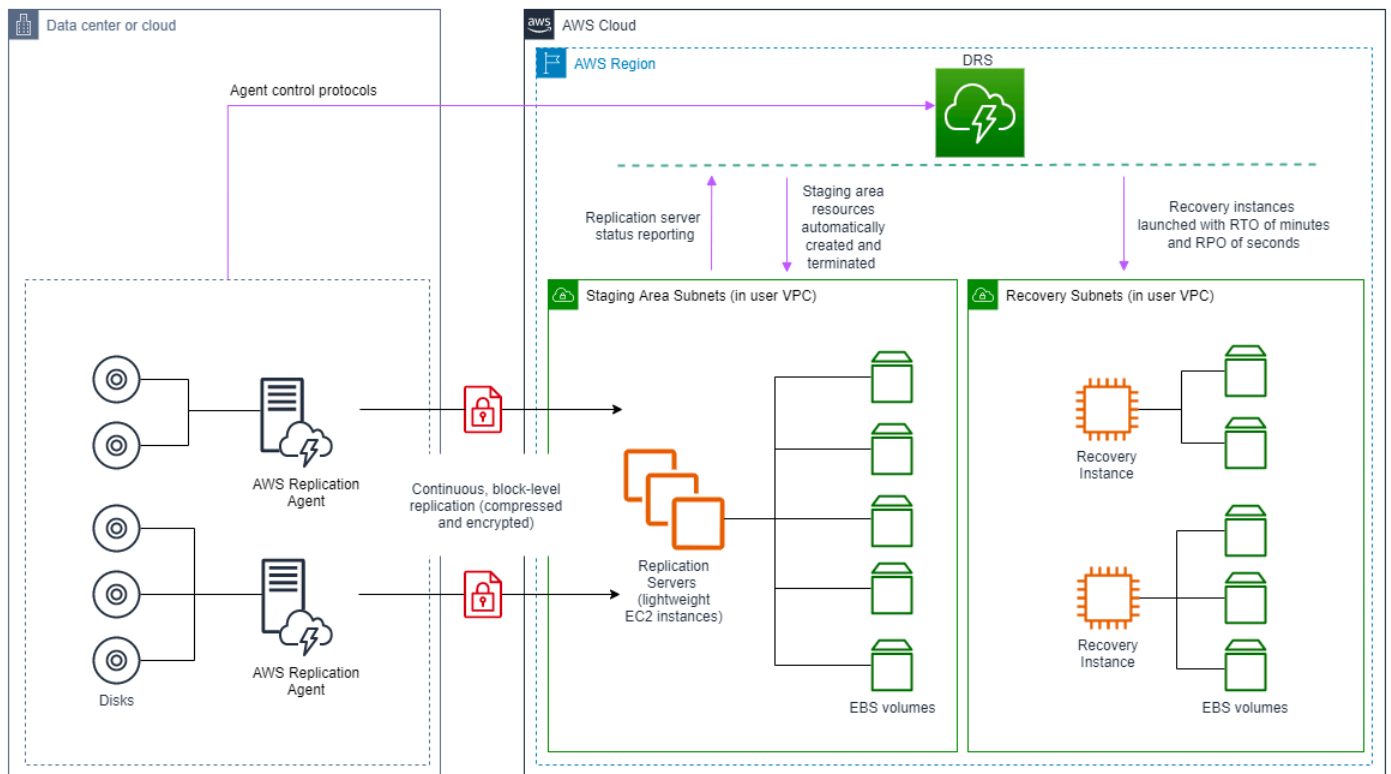 Data center or cloud
aws
AWS Cloud
AWS Region
DRS
Agent control protocols
Replication server
status reporting
Staging area
resources
automatically
created and
terminated
Recovery instances
launched with RTO of minutes
and RPO of seconds
Staging Area Subnets (in user VPC)
Recovery Subnets (in user VPC)
AWS Replication
Agent
Continuous, block-level
replication (compressed
and encrypted)
AWS Replication
Agent
Disks
Replication
Servers
(lightweight
EC2 instances)
EBS volumes
Recovery
Instance
Recovery
Instance
EBS volumes